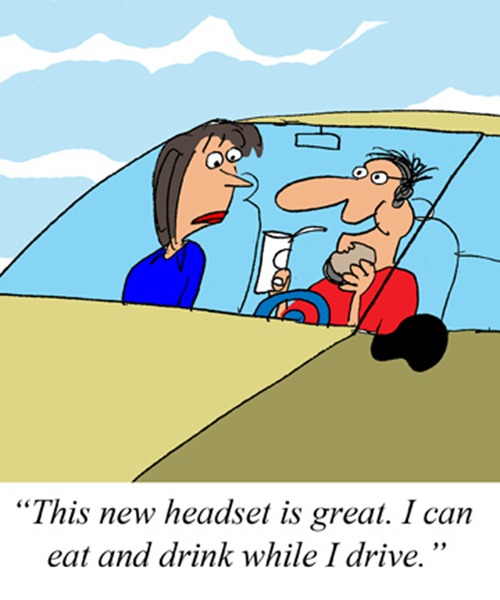 “This new headset is great. I can
eat and drink while I drive.”